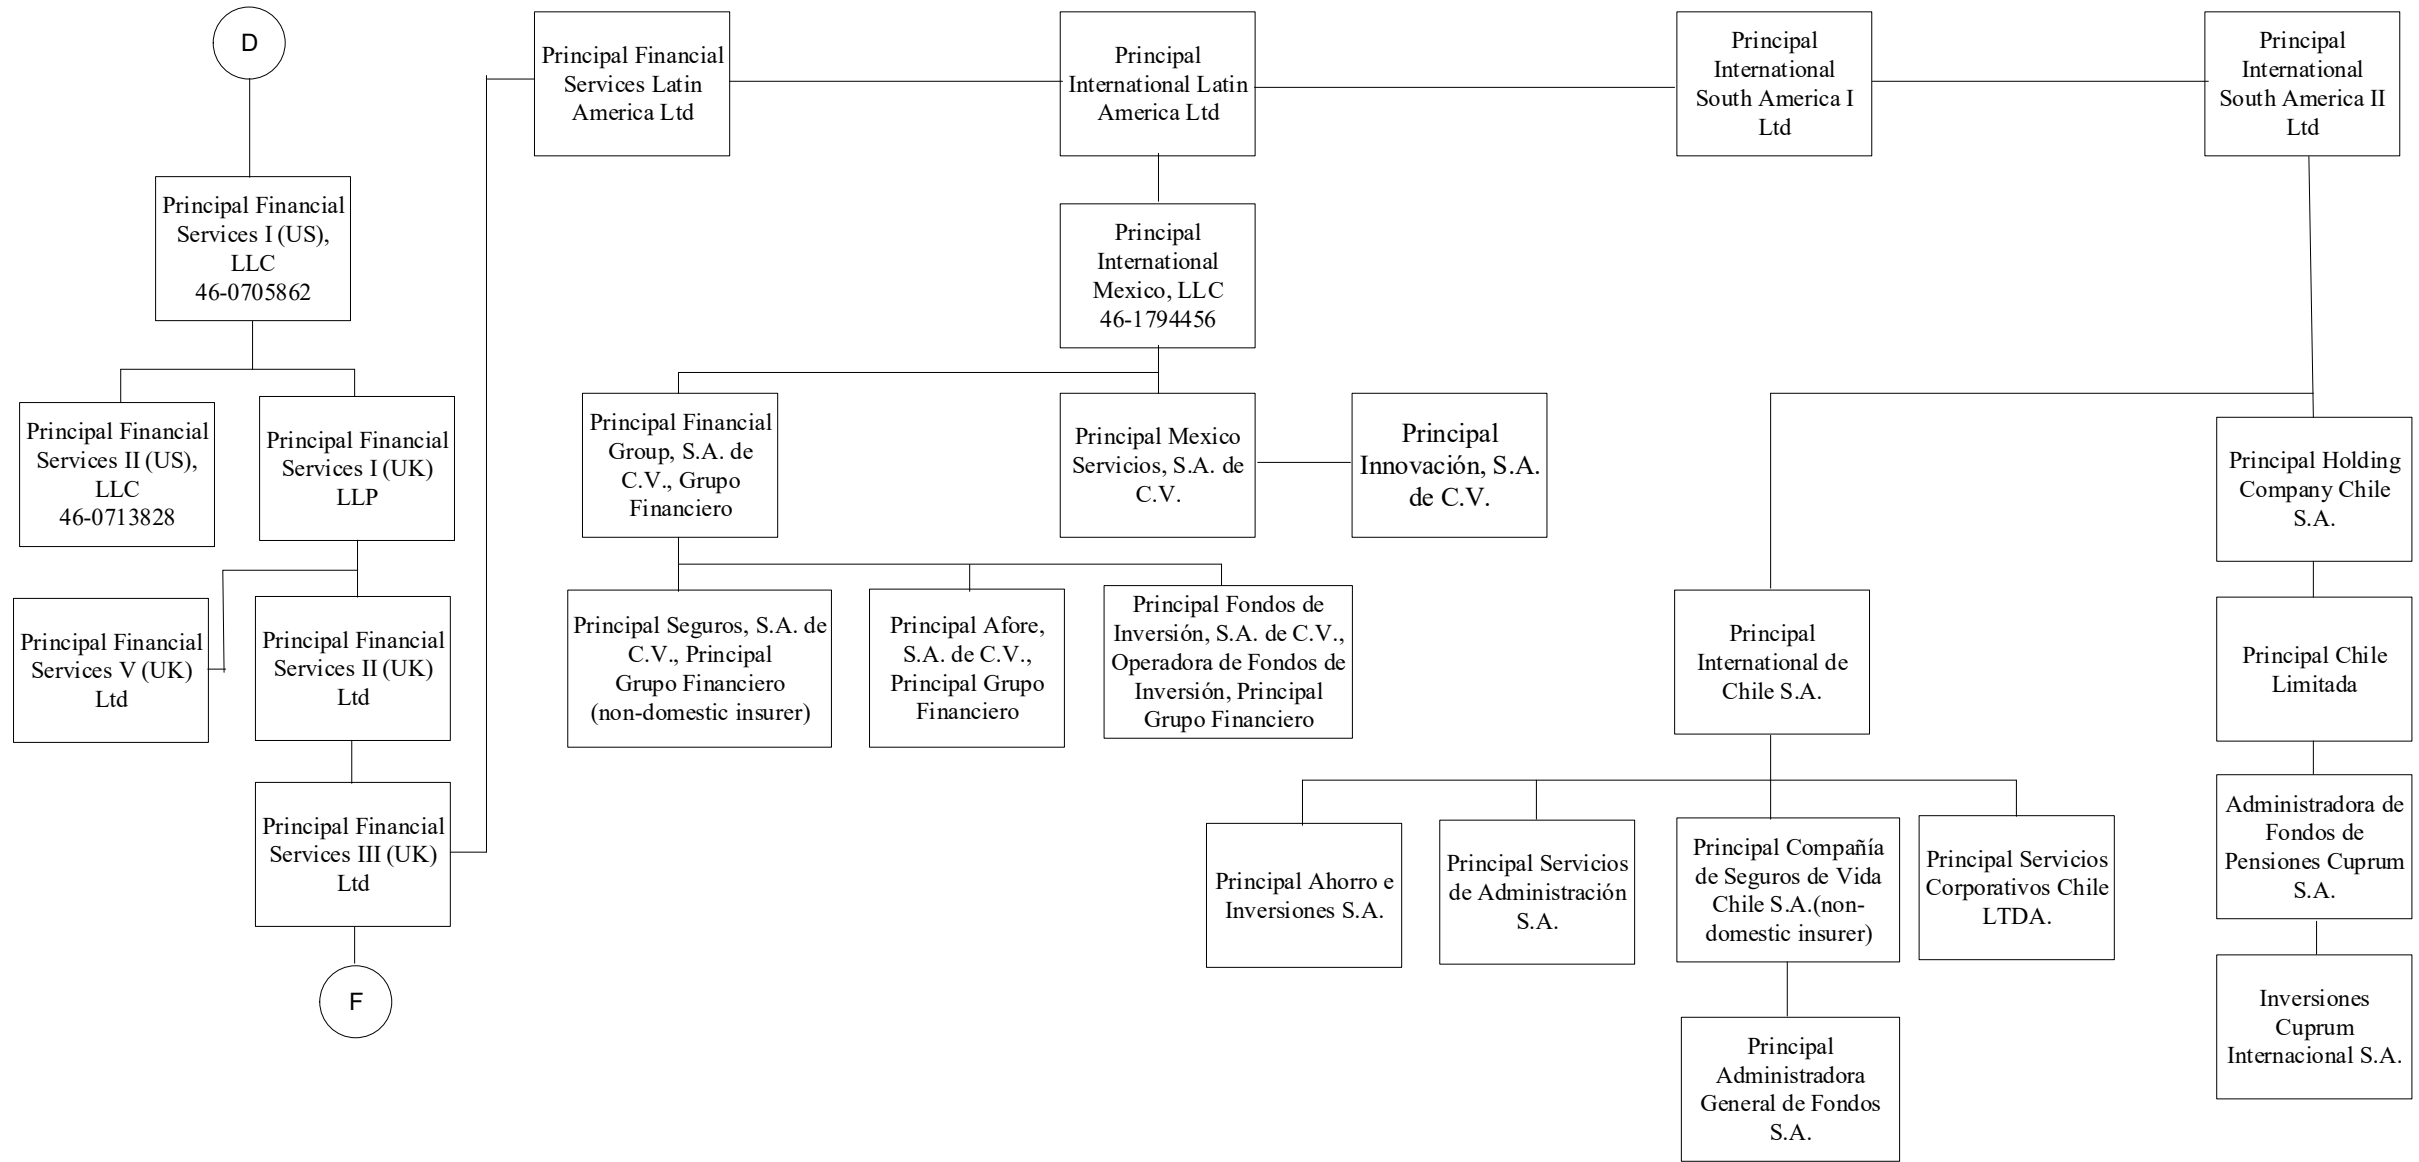 D
Principal Financial
Services I (US),
LLC
46-0705862
Principal Financial
Services II (US),
LLC
46-0713828
Principal Financial
Services I (UK)
LLP
Principal Financial
Services V (UK)
Ltd
Principal Financial
Services II (UK)
Ltd
Principal Financial
Services III (UK)
Ltd
F
Principal Financial
Services Latin
America Ltd
Principal
International Latin
America Ltd
Principal
International
South America I
Ltd
Principal
International
South America II
Ltd
Principal
International
Mexico, LLC
46-1794456
Principal Financial
Group, S.A. de
C.V., Grupo
Financiero
Principal Mexico
Servicios, S.A. de
C.V.
Principal
Innovación, S.A.
de C.V.
Principal Seguros, S.A. de
C.V., Principal
Grupo Financiero
(non-domestic insurer)
Principal Afore,
S.A. de C.V.,
Principal Grupo
Financiero
Principal Fondos de
Inversión, S.A. de C.V.,
Operadora de Fondos de
Inversión, Principal
Grupo Financiero
Principal
International de
Chile S.A.
Principal Ahorro e
Inversiones S.A.
Principal Servicios
de Administración
S.A.
Principal Compañía
de Seguros de Vida
Chile S.A.(non-
domestic insurer)
Principal Servicios
Corporativos Chile
LTDA.
Principal
Administradora
General de Fondos
S.A.
Principal Holding
Company Chile
S.A.
Principal Chile
Limitada
Administradora de
Fondos de
Pensiones Cuprum
S.A.
Inversiones
Cuprum
Internacional S.A.